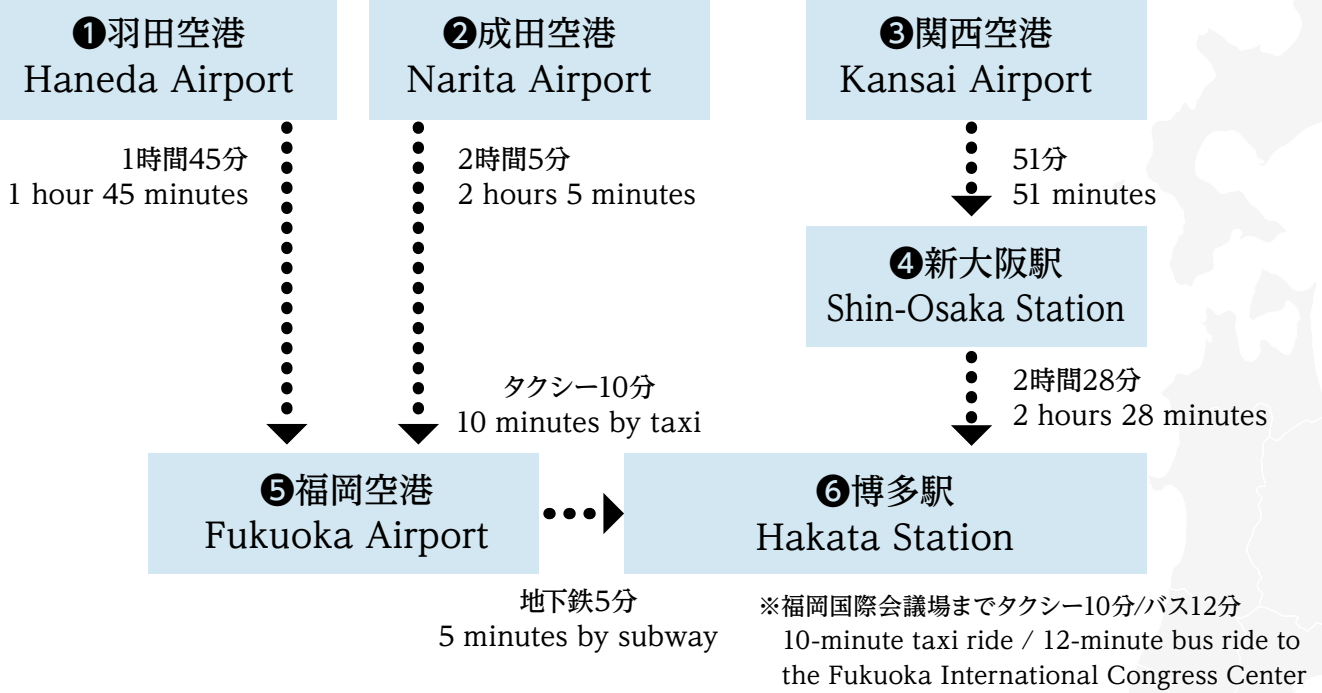 ❶羽田空港
Haneda Airport
❷成田空港
Narita Airport
❸関西空港
Kansai Airport
1時間45分
1 hour 45 minutes
2時間5分
2 hours 5 minutes
51分
51 minutes
❹新大阪駅
Shin-Osaka Station
2時間28分
2 hours 28 minutes
タクシー10分
10 minutes by taxi
❺福岡空港
Fukuoka Airport
❻博多駅
Hakata Station
地下鉄5分
5 minutes by subway
※福岡国際会議場までタクシー10分/バス12分
10-minute taxi ride / 12-minute bus ride to
the Fukuoka International Congress Center